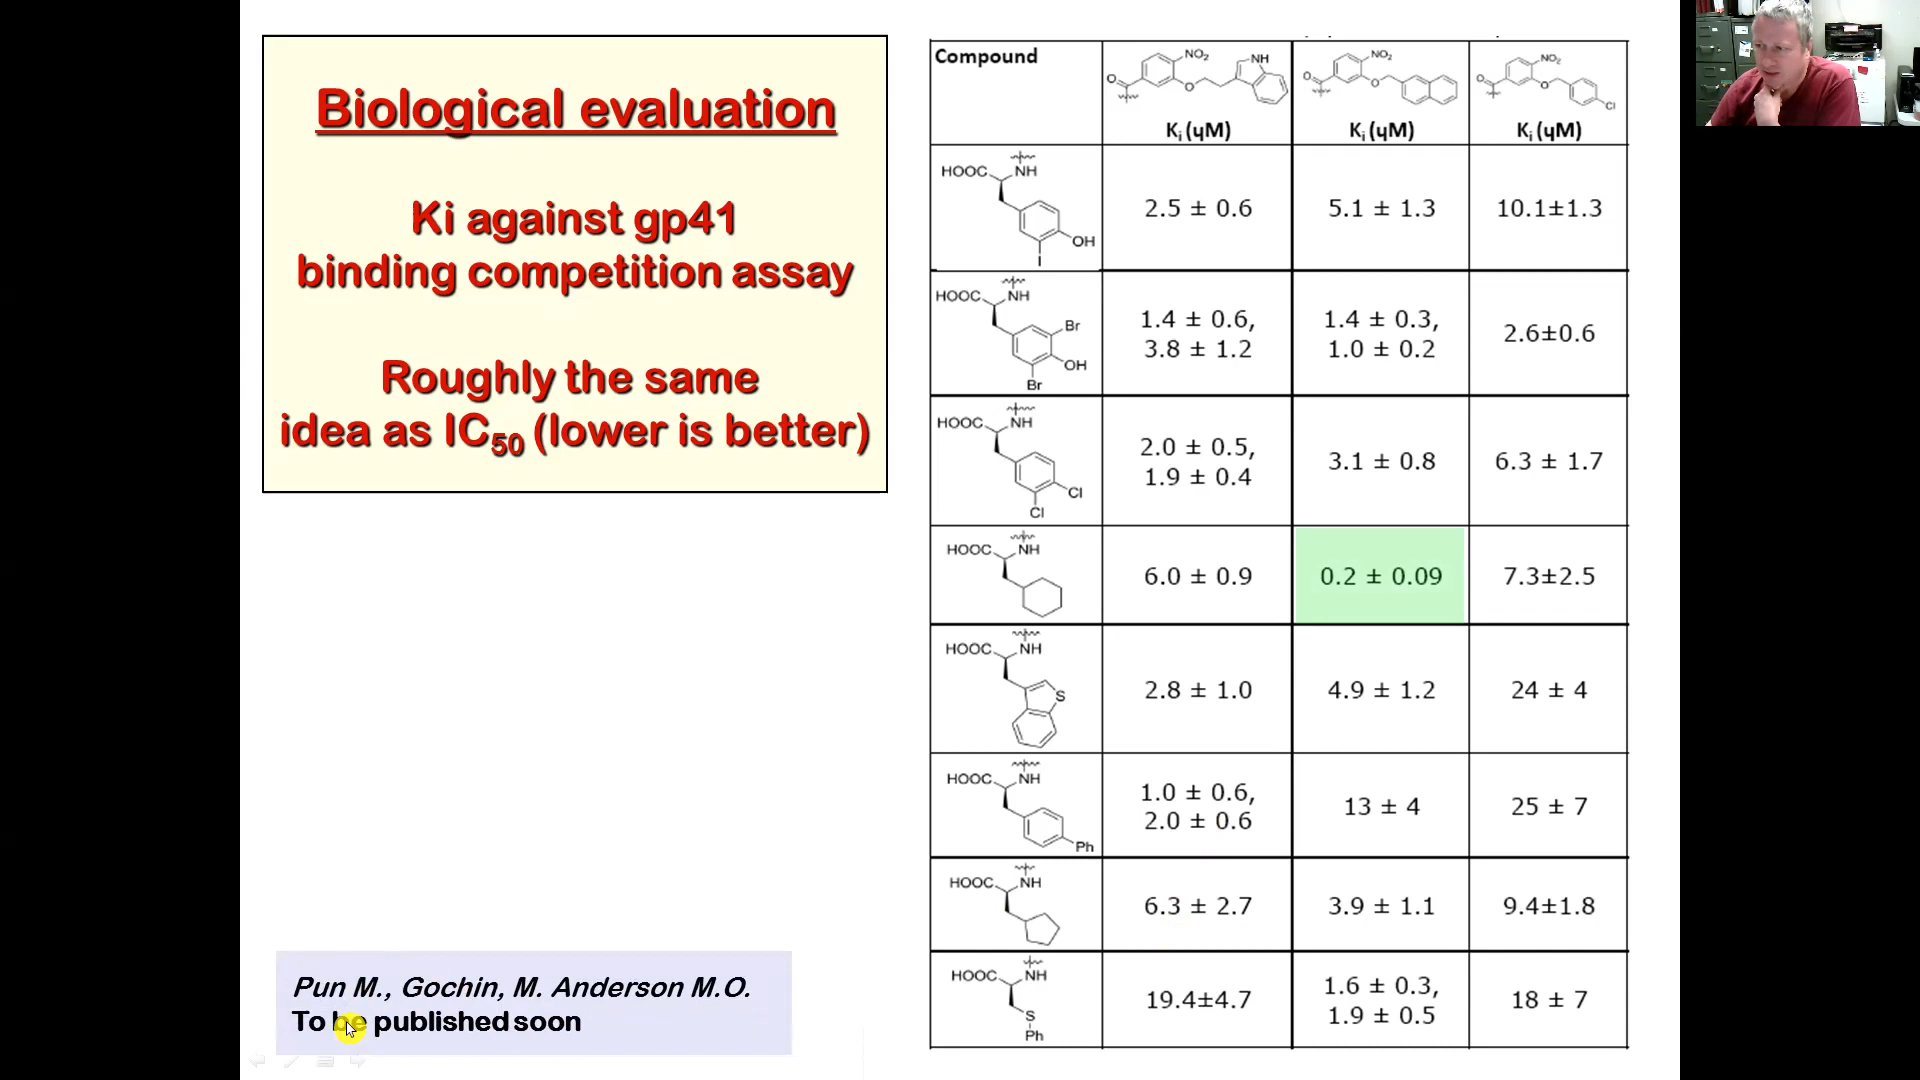 Biological evaluation
Ki against gp41
binding competition assay
Roughly the same
idea as IC50 (lower is better)
Pun M., Gochin, M. Anderson M.O.
To be published soon
Compound
NO2
O
O
NH
Ki (ųM)
NO2
O
O
Ki (ųM)
NO2
O
O
Cl
Ki (ųM)
HOOC NH
OH
I
2.5 ± 0.6
5.1 ± 1.3
10.1±1.3
HOOC NH
Br
OH
Br
1.4 ± 0.6,
3.8 ± 1.2
1.4 ± 0.3,
1.0 ± 0.2
2.6±0.6
HOOC NH
Cl
Cl
2.0 ± 0.5,
1.9 ± 0.4
3.1 ± 0.8
6.3 ± 1.7
HOOC NH
6.0 ± 0.9
0.2 ± 0.09
7.3±2.5
HOOC NH
S
2.8 ± 1.0
4.9 ± 1.2
24 ± 4
HOOC NH
Ph
1.0 ± 0.6,
2.0 ± 0.6
13 ± 4
25 ± 7
HOOC NH
6.3 ± 2.7
3.9 ± 1.1
9.4±1.8
HOOC NH
S
Ph
19.4±4.7
1.6 ± 0.3,
1.9 ± 0.5
18 ± 7